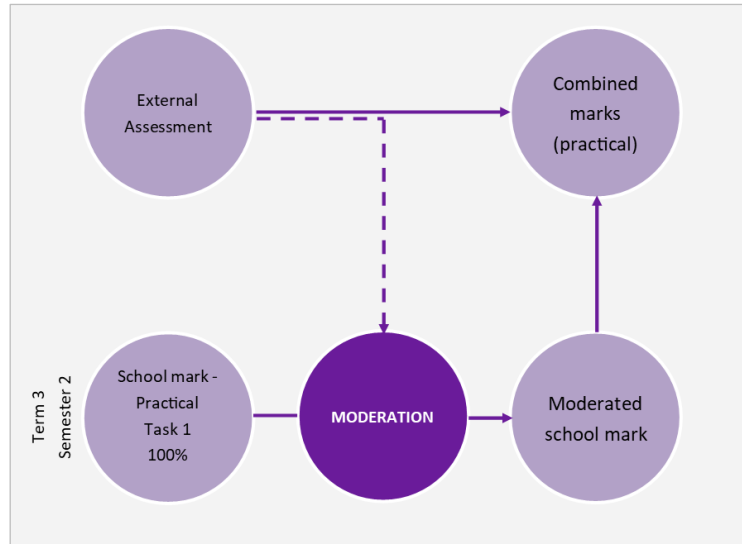 External
Assessment
Combined
marks
(practical)
Term 3
Semester 2
School mark -
Practical
Task 1
100%
MODERATION
Moderated
school mark